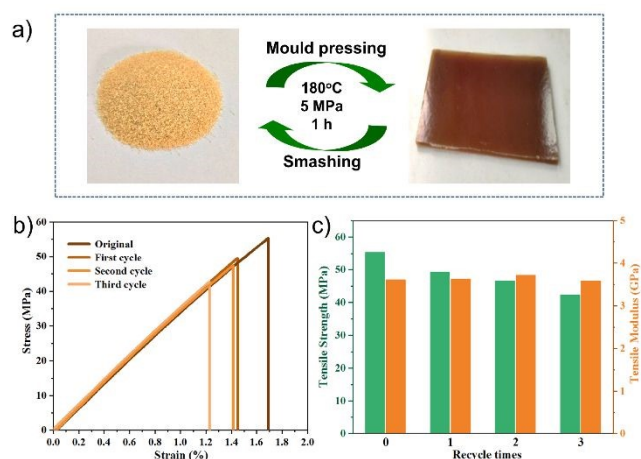 a)
Mould pressing
180°C
5 MPa
1 h
Smashing
b)
60
50
40
30
20
10
0
Stress (MPa)
Original
First cycle
Second cycle
Third cycle
0.0 0.2 0.4 0.6 0.8 1.0 1.2 1.4 1.6 1.8 2.0
Strain (%)
c)
60
50
40
30
20
10
0
Tensile Strength (MPa)
5
4
3
2
1
0
Tensile Modulus (GPa)
0 1 2 3
Recycle times